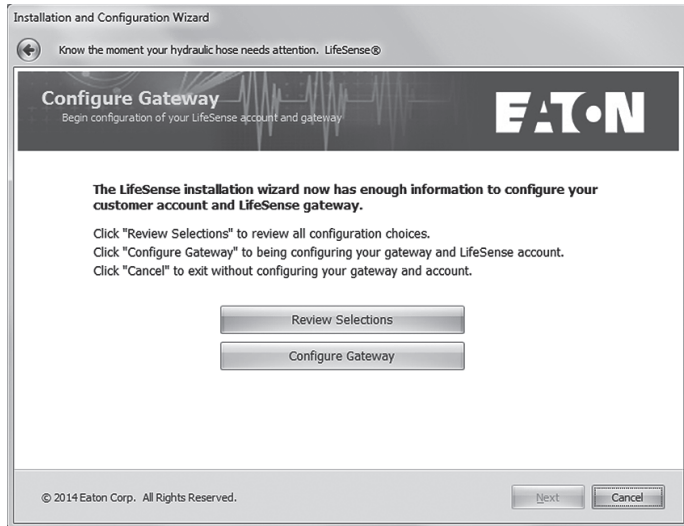 Installation and Configuration Wizard
Know the moment your hydraulic hose needs attention. LifeSense®
Configure Gateway
Begin configuration of your LifeSense account and gateway
EATON
The LifeSense installation wizard now has enough information to configure your
customer account and LifeSense gateway.
Click "Review Selections" to review all configuration choices.
Click "Configure Gateway" to being configuring your gateway and LifeSense account.
Click "Cancel" to exit without configuring your gateway and account.
Review Selections
Configure Gateway
© 2014 Eaton Corp. All Rights Reserved.
Next Cancel